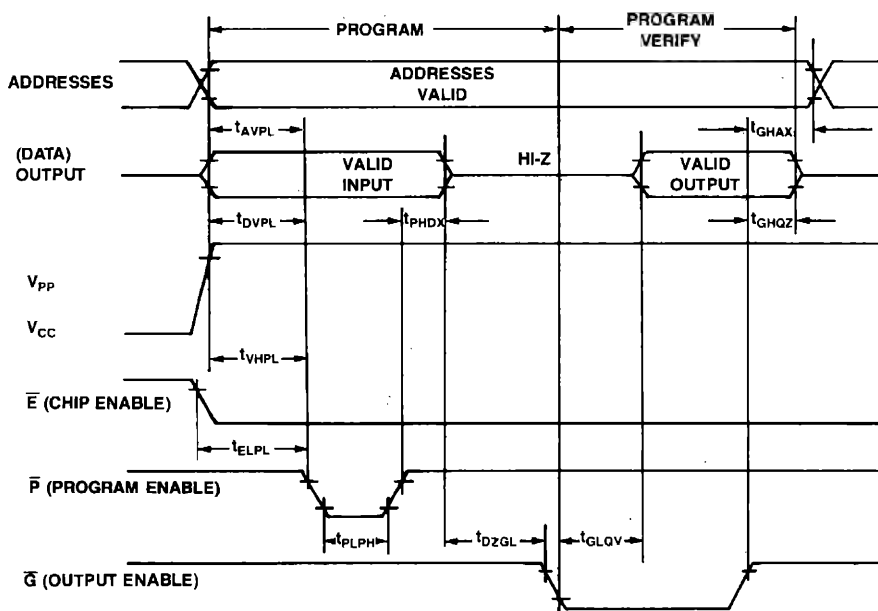 PROGRAM
PROGRAM
VERIFY
ADDRESSES
ADDRESSES
VALID
tAVPL
tGHAX
(DATA)
OUTPUT
VALID
INPUT
HI-Z
VALID
OUTPUT
tDVPL
tPHDX
tGHQZ
VPP
VCC
tVHPL
E̅ (CHIP ENABLE)
tELPL
P̅ (PROGRAM ENABLE)
tPLPH
tDZGL
tGLQV
G̅ (OUTPUT ENABLE)